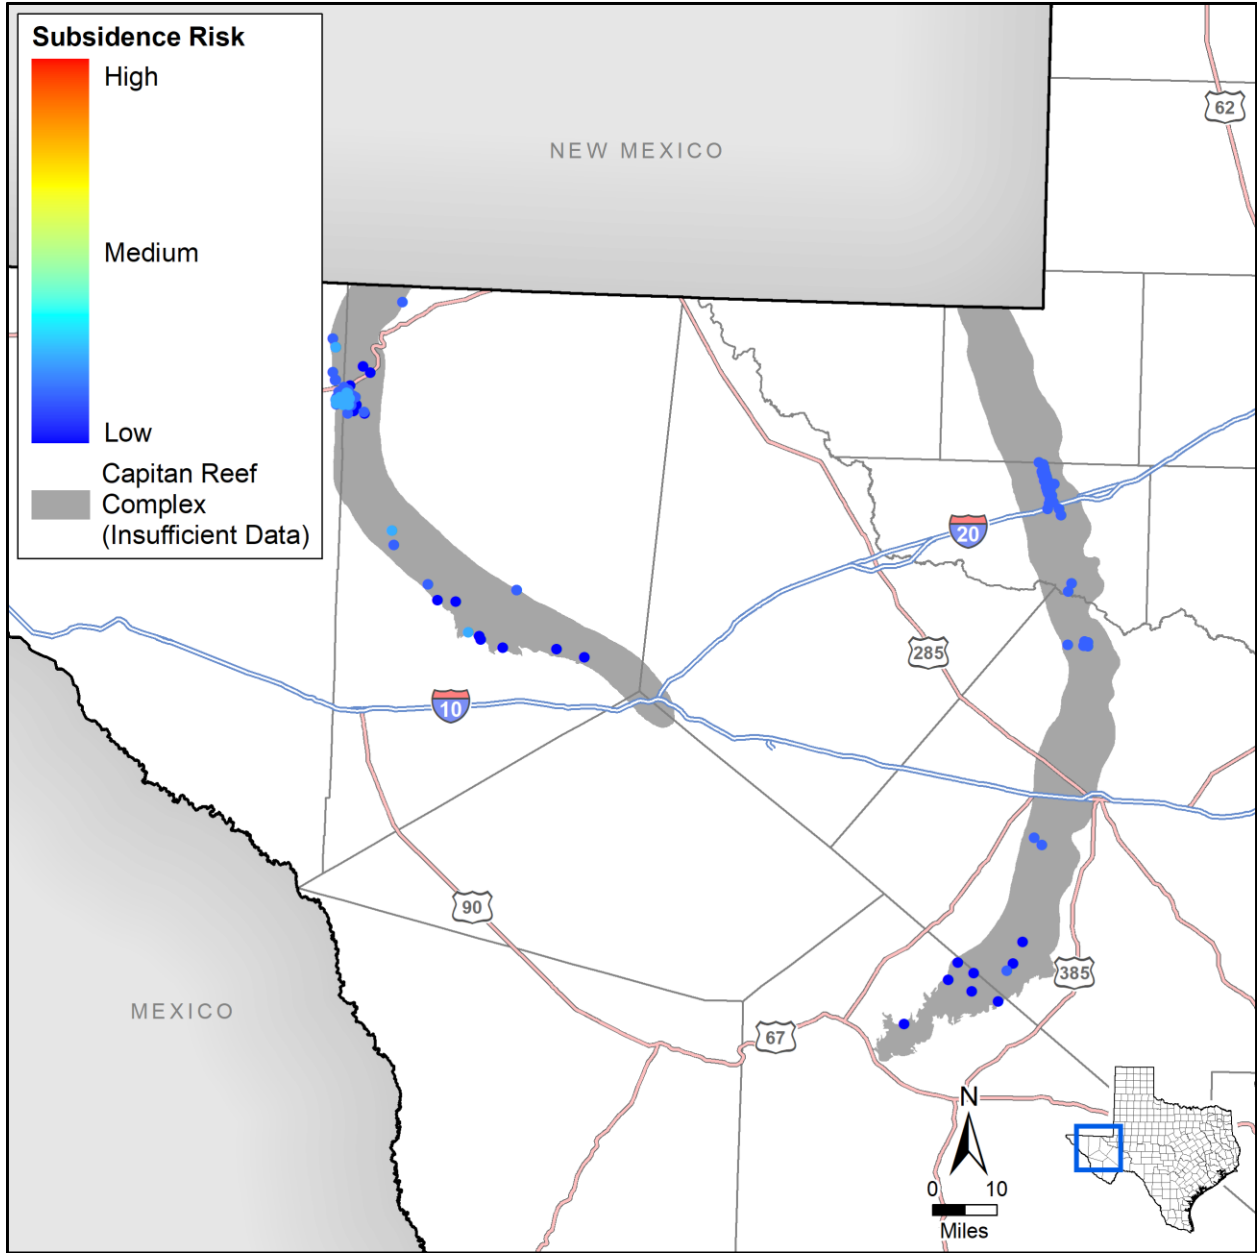 Subsidence Risk
High
Medium
Low
Capitan Reef
Complex
(Insufficient Data)
NEW MEXICO
62
20
285
10
90
385
MEXICO
67
N
0 10
Miles